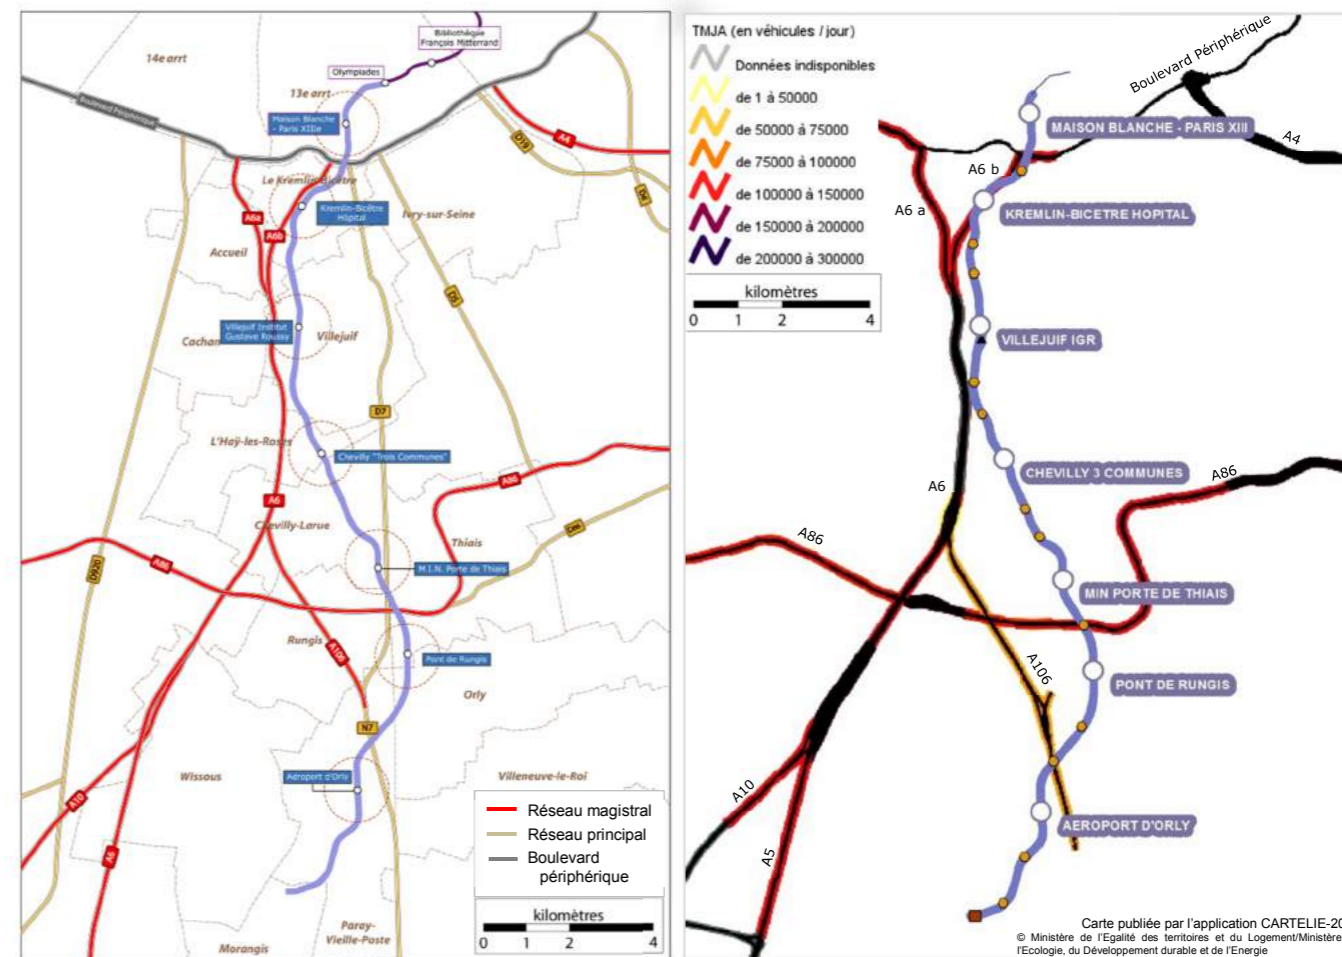 Bibliothèque
François Mitterrand
14e arrt
Olympiades
13e arrt
Boulevard Périphérique
Maison Blanche
- Paris XIIIe
D19
A4
Le Kremlin-Bicêtre
D6
Kremlin-Bicêtre
Hôpital
Ivry-sur-Seine
A6a
A6b
Accueil
D5
Villejuif Institut
Gustave Roussy
Villejuif
Cachan
D7
L'Haÿ-les-Roses
Chevilly "Trois Communes"
A86
A6
Chevilly-Larue
D86
Thiais
A86
D920
M.I.N. Porte de Thiais
Rungis
A106
Pont de Rungis
Orly
N7
Wissous
Aéroport d'Orly
Villeneuve-le-Roi
A10
A6
Réseau magistral
Réseau principal
Boulevard
périphérique
kilomètres
0 1 2 4
Paray-
Vieille-Poste
Morangis
TMJA (en véhicules / jour)
Données indisponibles
de 1 à 50000
de 50000 à 75000
de 75000 à 100000
de 100000 à 150000
de 150000 à 200000
de 200000 à 300000
kilomètres
0 1 2 4
Boulevard Périphérique
MAISON BLANCHE - PARIS XIII
A4
A6 b
A6 a
KREMLIN-BICETRE HOPITAL
VILLEJUIF IGR
CHEVILLY 3 COMMUNES
A86
A6
A86
MIN PORTE DE THIAIS
A106
PONT DE RUNGIS
A10
AEROPORT D'ORLY
A5
Carte publiée par l'application CARTELIE-20
© Ministère de l'Egalité des territoires et du Logement/Ministère
l'Ecologie, du Développement durable et de l'Energie